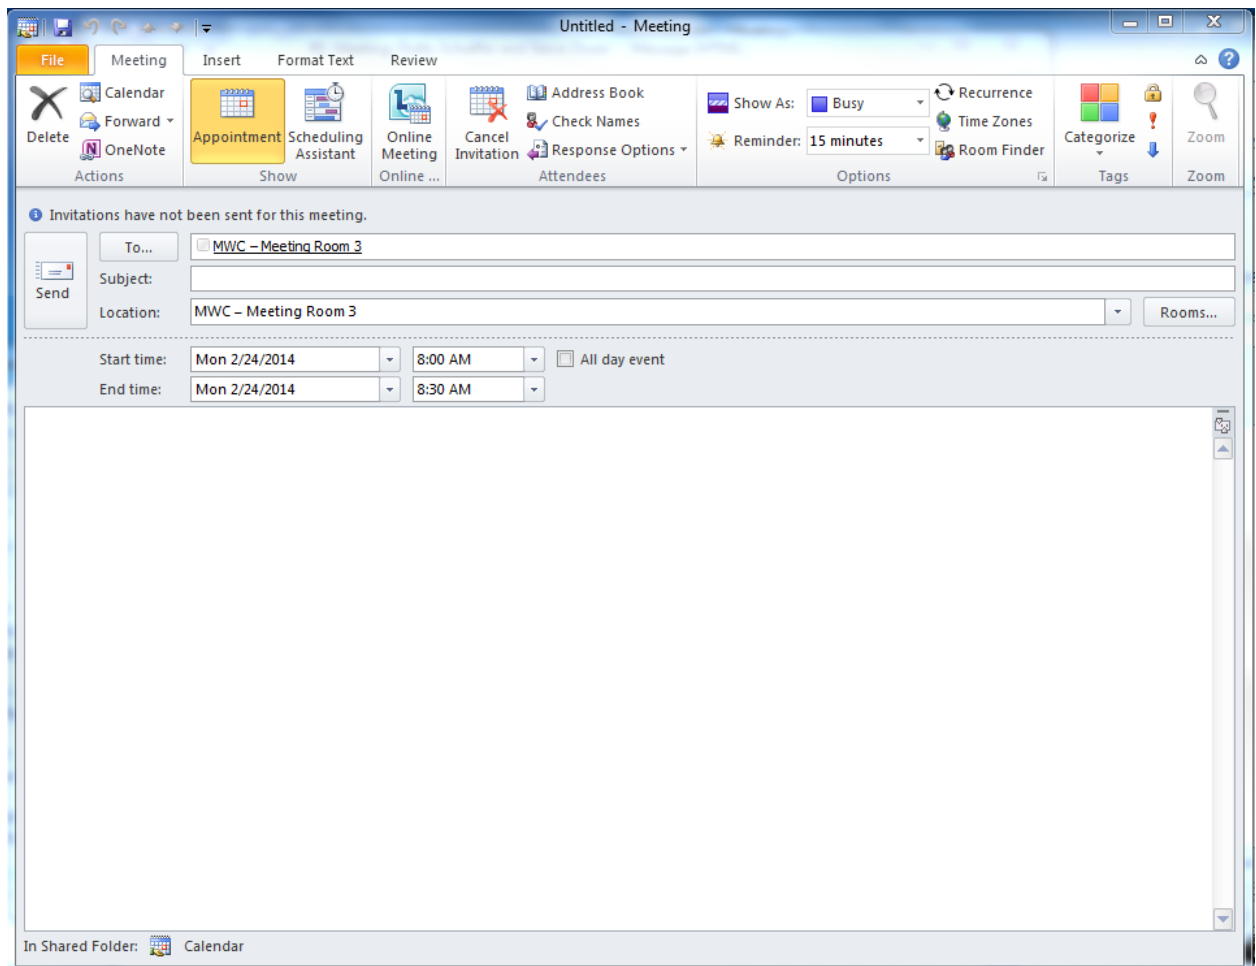 Untitled - Meeting
File Meeting Insert Format Text Review
Delete
Calendar
Forward
OneNote
Actions
Appointment
Scheduling Assistant
Show
Online Meeting
Online ...
Cancel Invitation
Address Book
Check Names
Response Options
Attendees
Show As: Busy
Reminder: 15 minutes
Recurrence
Time Zones
Room Finder
Options
Categorize
Tags
Zoom
Zoom
Invitations have not been sent for this meeting.
Send
To... MWC – Meeting Room 3
Subject:
Location: MWC – Meeting Room 3 Rooms...
Start time: Mon 2/24/2014 8:00 AM All day event
End time: Mon 2/24/2014 8:30 AM
In Shared Folder: Calendar